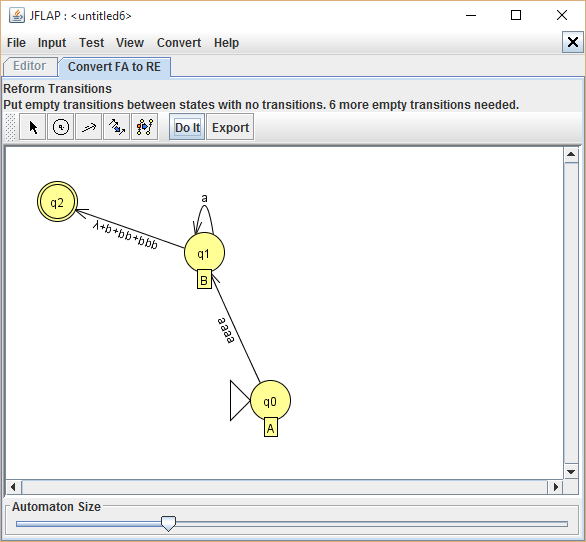 JFLAP : <untitled6>
File Input Test View Convert Help
Editor Convert FA to RE
Reform Transitions
Put empty transitions between states with no transitions. 6 more empty transitions needed.
Do It Export
q2
a
λ+b+bb+bbb
q1
B
aaaa
q0
A
Automaton Size